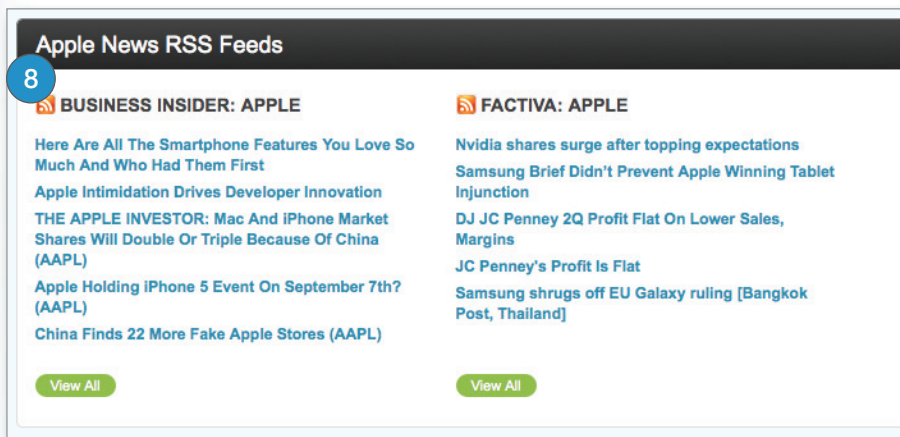 Apple News RSS Feeds
8
BUSINESS INSIDER: APPLE
Here Are All The Smartphone Features You Love So
Much And Who Had Them First
Apple Intimidation Drives Developer Innovation
THE APPLE INVESTOR: Mac And iPhone Market
Shares Will Double Or Triple Because Of China
(AAPL)
Apple Holding iPhone 5 Event On September 7th?
(AAPL)
China Finds 22 More Fake Apple Stores (AAPL)
View All
FACTIVA: APPLE
Nvidia shares surge after topping expectations
Samsung Brief Didn't Prevent Apple Winning Tablet
Injunction
DJ JC Penney 2Q Profit Flat On Lower Sales,
Margins
JC Penney's Profit Is Flat
Samsung shrugs off EU Galaxy ruling [Bangkok
Post, Thailand]
View All